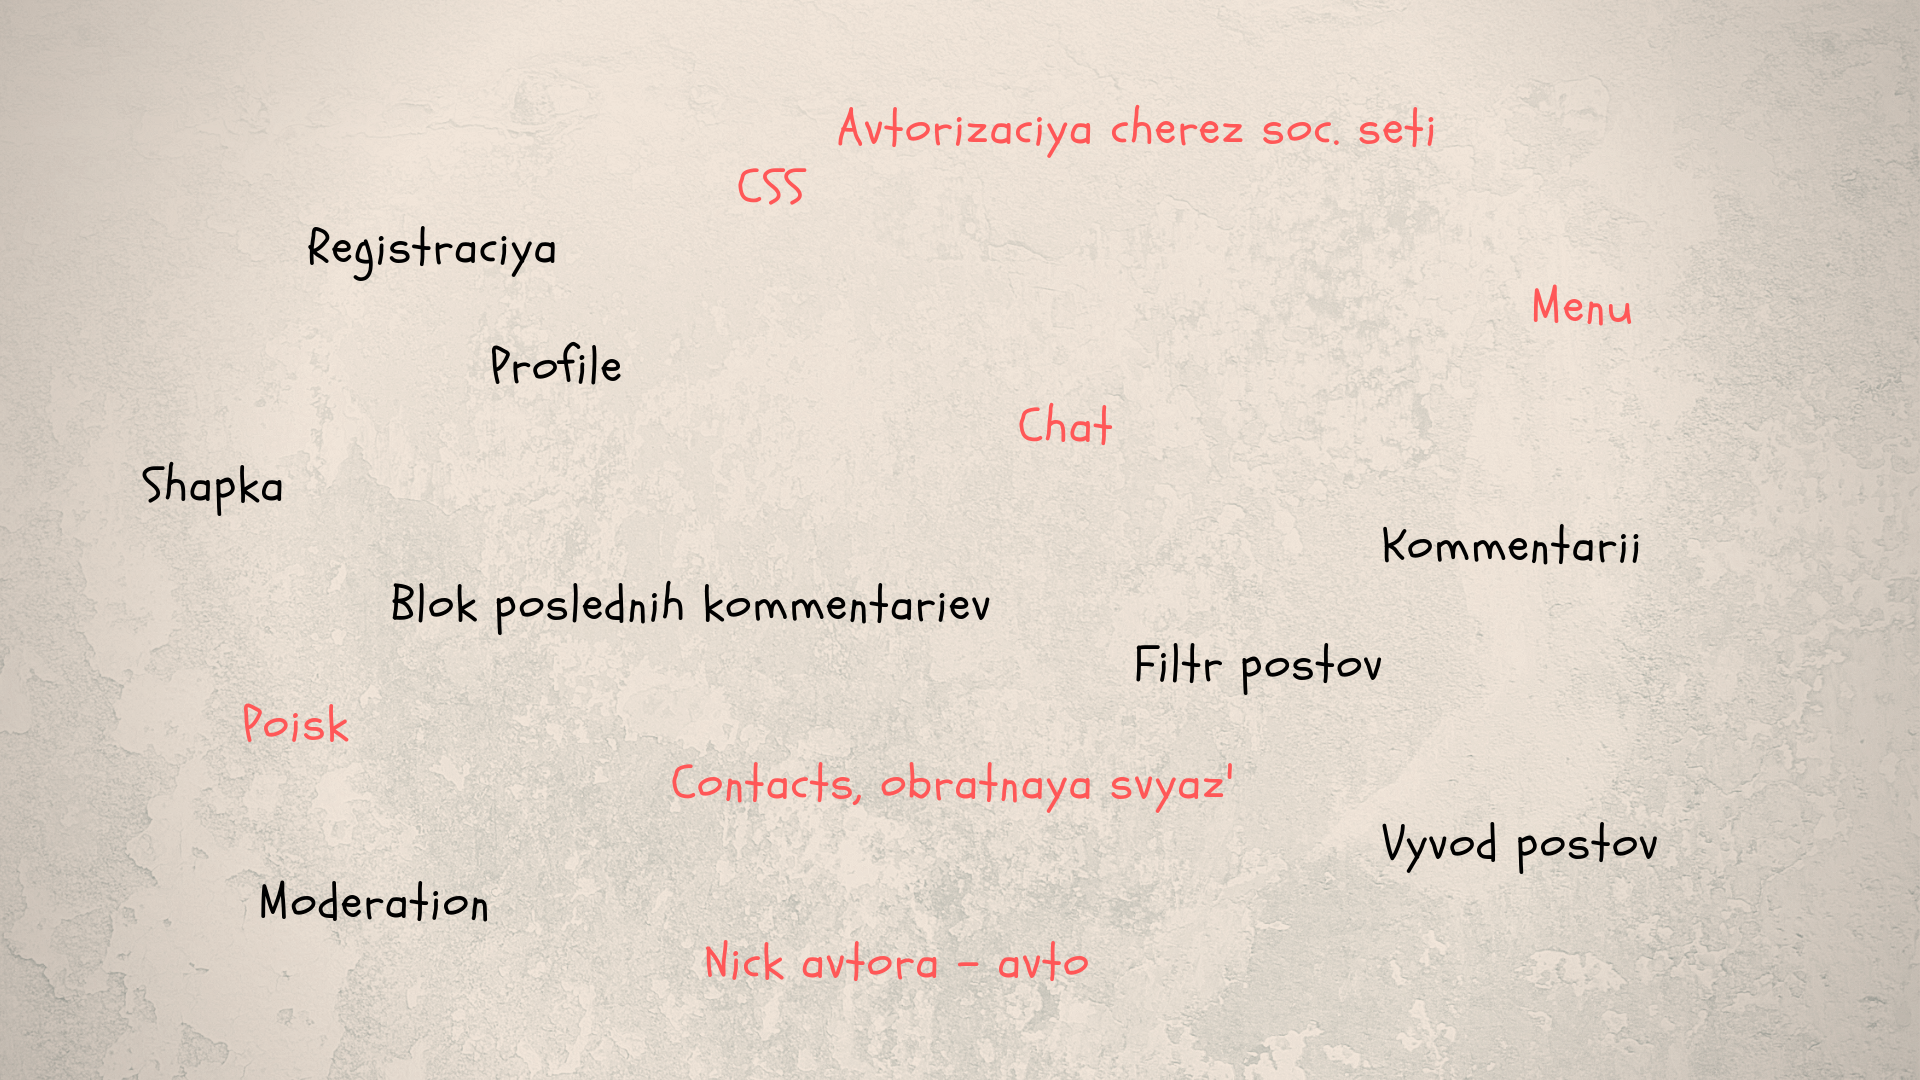 Avtorizaciya cherez soc. seti
CSS
Registraciya
Menu
Profile
Chat
Shapka
Kommentarii
Blok poslednih kommentariev
Filtr postov
Poisk
Contacts, obratnaya svyaz'
Vyvod postov
Moderation
Nick avtora - avto